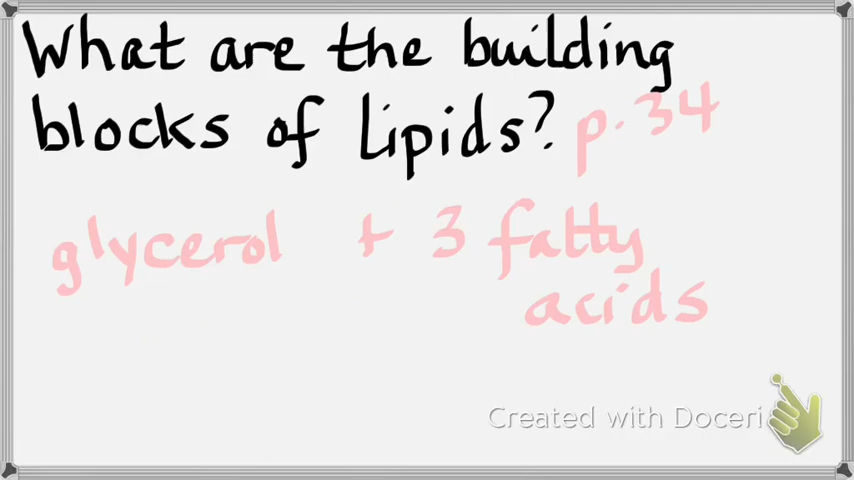 What are the building
blocks of Lipids? p.34
glycerol + 3 fatty
acids
Created with Doceri